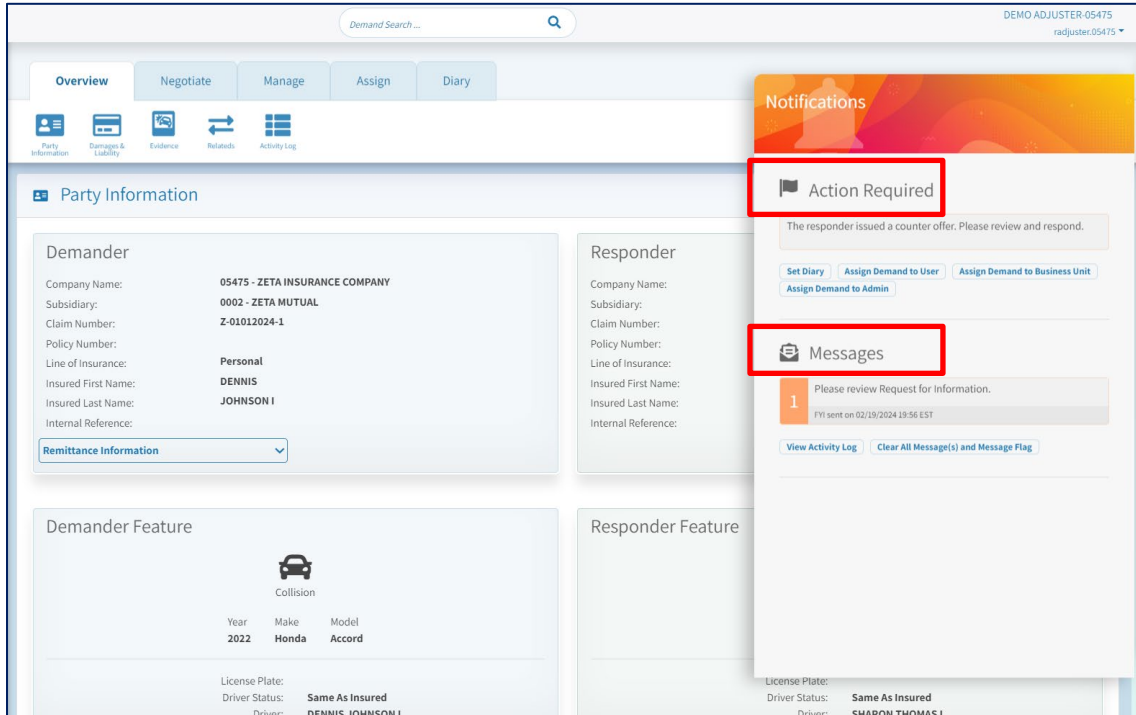 Demand Search ...
DEMO ADJUSTER-05475
radjuster.05475
Overview Negotiate Manage Assign Diary
Party Information
Damages & Liability
Evidence
Relateds
Activity Log
Party Information
Demander
Company Name: 05475 - ZETA INSURANCE COMPANY
Subsidiary: 0002 - ZETA MUTUAL
Claim Number: Z-01012024-1
Policy Number:
Line of Insurance: Personal
Insured First Name: DENNIS
Insured Last Name: JOHNSON I
Internal Reference:
Remittance Information
Responder
Company Name:
Subsidiary:
Claim Number:
Policy Number:
Line of Insurance:
Insured First Name:
Insured Last Name:
Internal Reference:
Demander Feature
Collision
Year Make Model
2022 Honda Accord
License Plate:
Driver Status: Same As Insured
Driver: DENNIS JOHNSON I
Responder Feature
License Plate:
Driver Status: Same As Insured
Driver: SHARON THOMAS I
Notifications
Action Required
The responder issued a counter offer. Please review and respond.
Set Diary Assign Demand to User Assign Demand to Business Unit
Assign Demand to Admin
Messages
1
Please review Request for Information.
FYI sent on 02/19/2024 19:56 EST
View Activity Log Clear All Message(s) and Message Flag